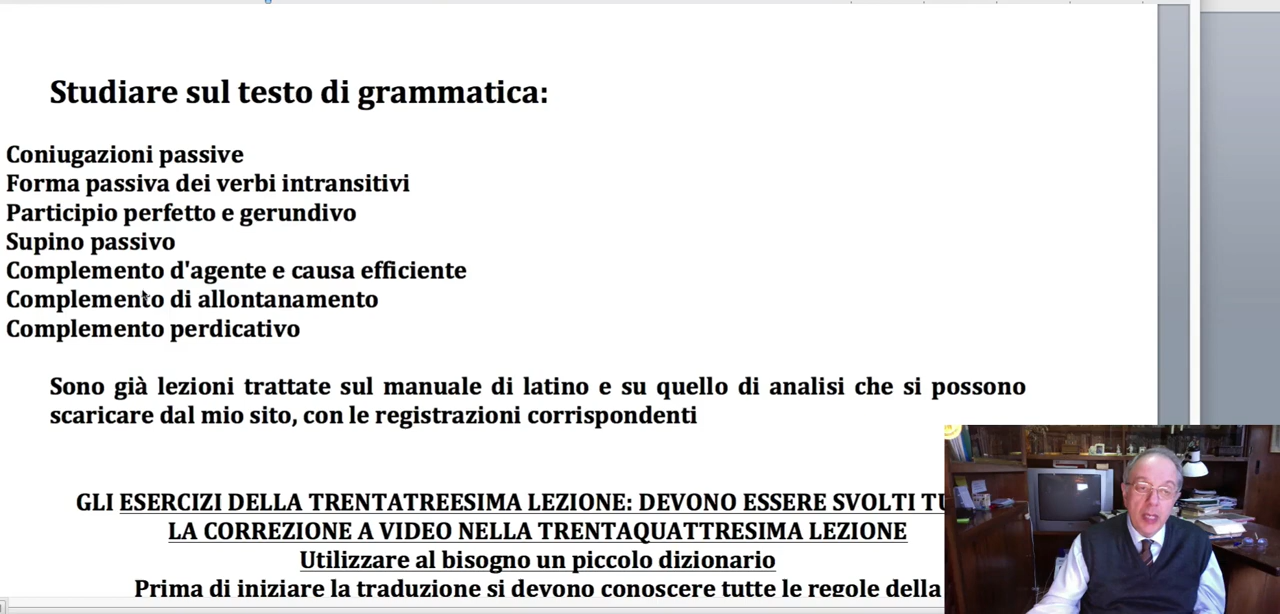 Studiare sul testo di grammatica:
Coniugazioni passive
Forma passiva dei verbi intransitivi
Participio perfetto e gerundivo
Supino passivo
Complemento d'agente e causa efficiente
Complemento di allontanamento
Complemento perdicativo
Sono già lezioni trattate sul manuale di latino e su quello di analisi che si possono
scaricare dal mio sito, con le registrazioni corrispondenti
GLI ESERCIZI DELLA TRENTATREESIMA LEZIONE: DEVONO ESSERE SVOLTI
LA CORREZIONE A VIDEO NELLA TRENTAQUATTRESIMA LEZIONE
Utilizzare al bisogno un piccolo dizionario
Prima di iniziare la traduzione si devono conoscere tutte le regole della